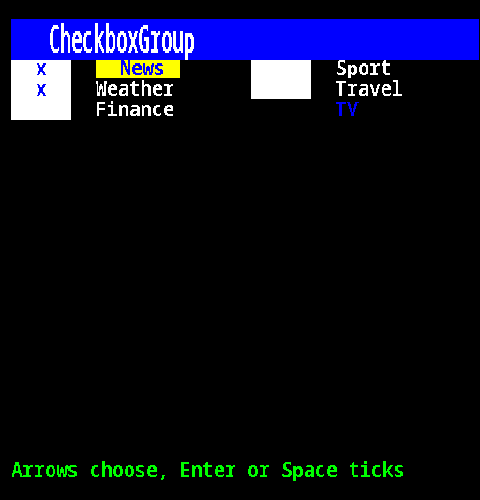 CheckboxGroup
x News Sport
x Weather Travel
Finance TV
Arrows choose, Enter or Space ticks